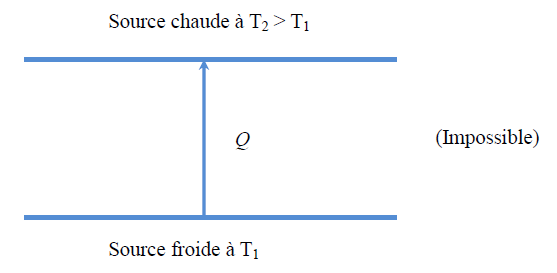 Source chaude à T₂ > T₁
Q
(Impossible)
Source froide à T₁